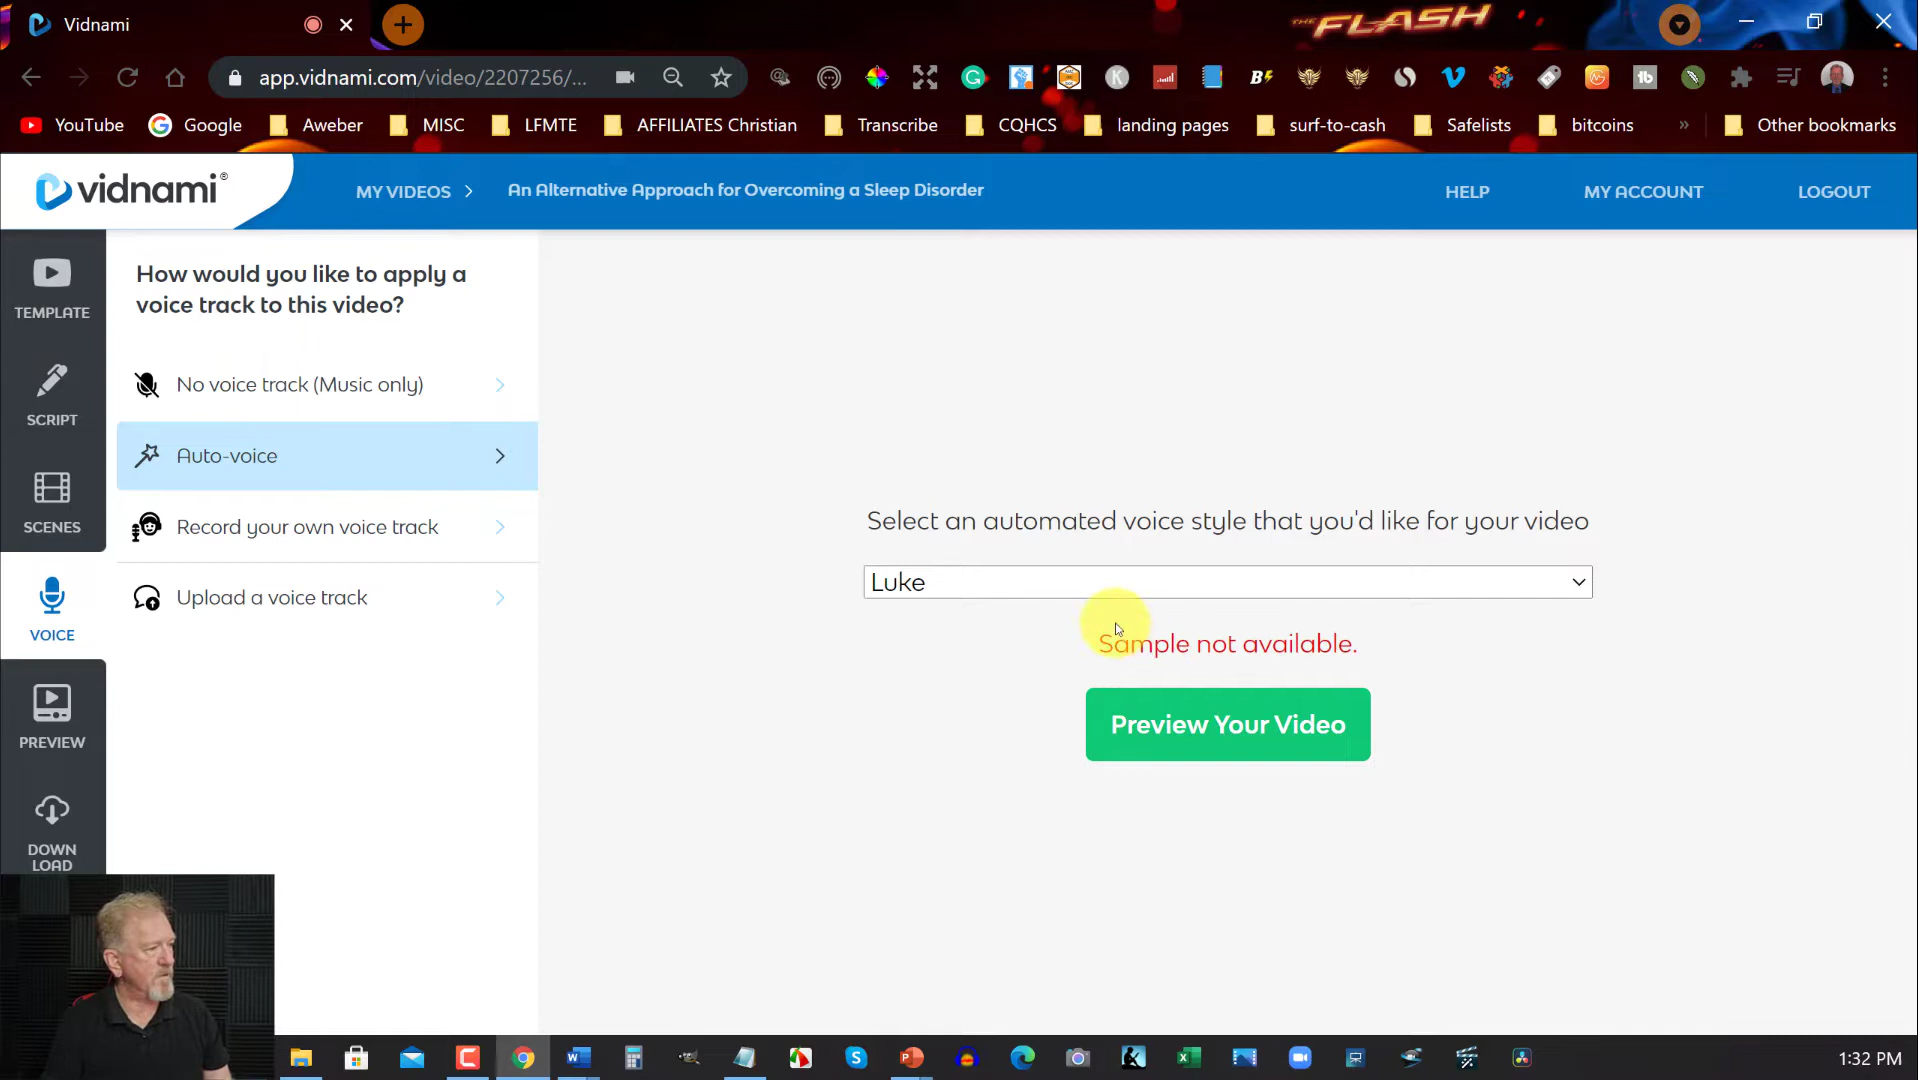 Vidnami
THE FLASH
app.vidnami.com/video/2207256/...
YouTube
Google
Aweber
MISC
LFMTE
AFFILIATES Christian
Transcribe
CQHCS
landing pages
surf-to-cash
Safelists
bitcoins
»
Other bookmarks
vidnami®
MY VIDEOS >
An Alternative Approach for Overcoming a Sleep Disorder
HELP
MY ACCOUNT
LOGOUT
TEMPLATE
SCRIPT
SCENES
VOICE
PREVIEW
DOWN
LOAD
How would you like to apply a
voice track to this video?
No voice track (Music only)
Auto-voice
Record your own voice track
Upload a voice track
Select an automated voice style that you'd like for your video
Luke
Sample not available.
Preview Your Video
1:32 PM